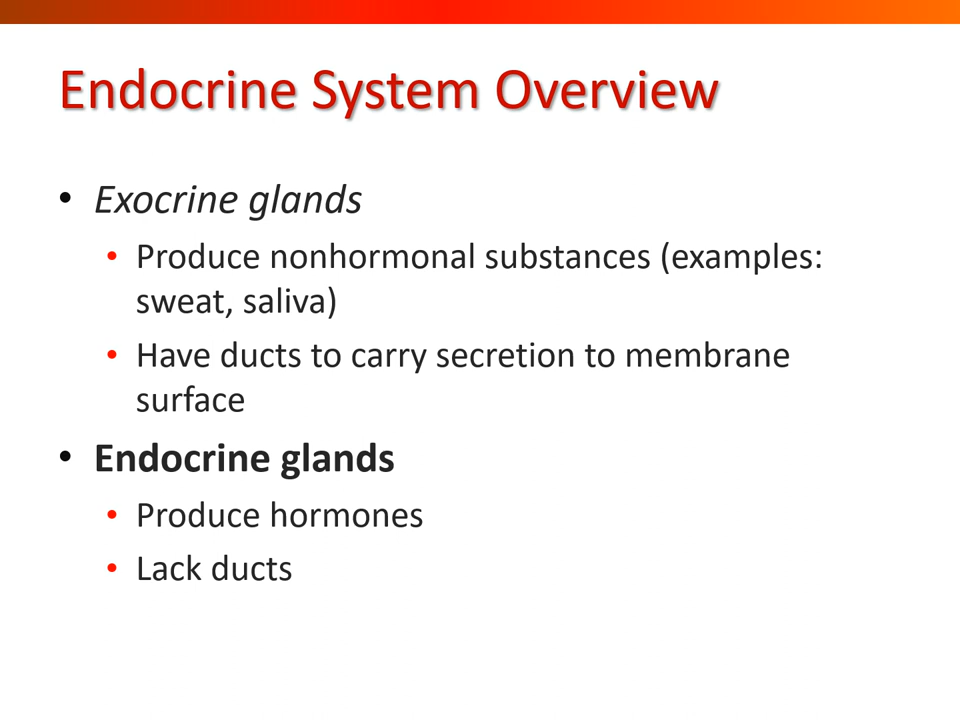 Endocrine System Overview
• Exocrine glands
• Produce nonhormonal substances (examples:
sweat, saliva)
• Have ducts to carry secretion to membrane
surface
• Endocrine glands
• Produce hormones
• Lack ducts